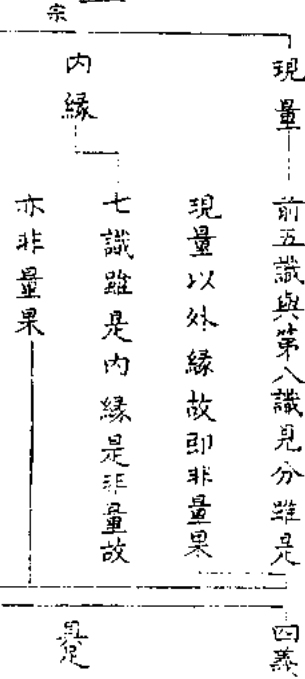 宗
現量
前五識與第八識見分雖是
現量以外緣故即非量果
內緣
七識雖是內緣是非量故
亦非量果
四義